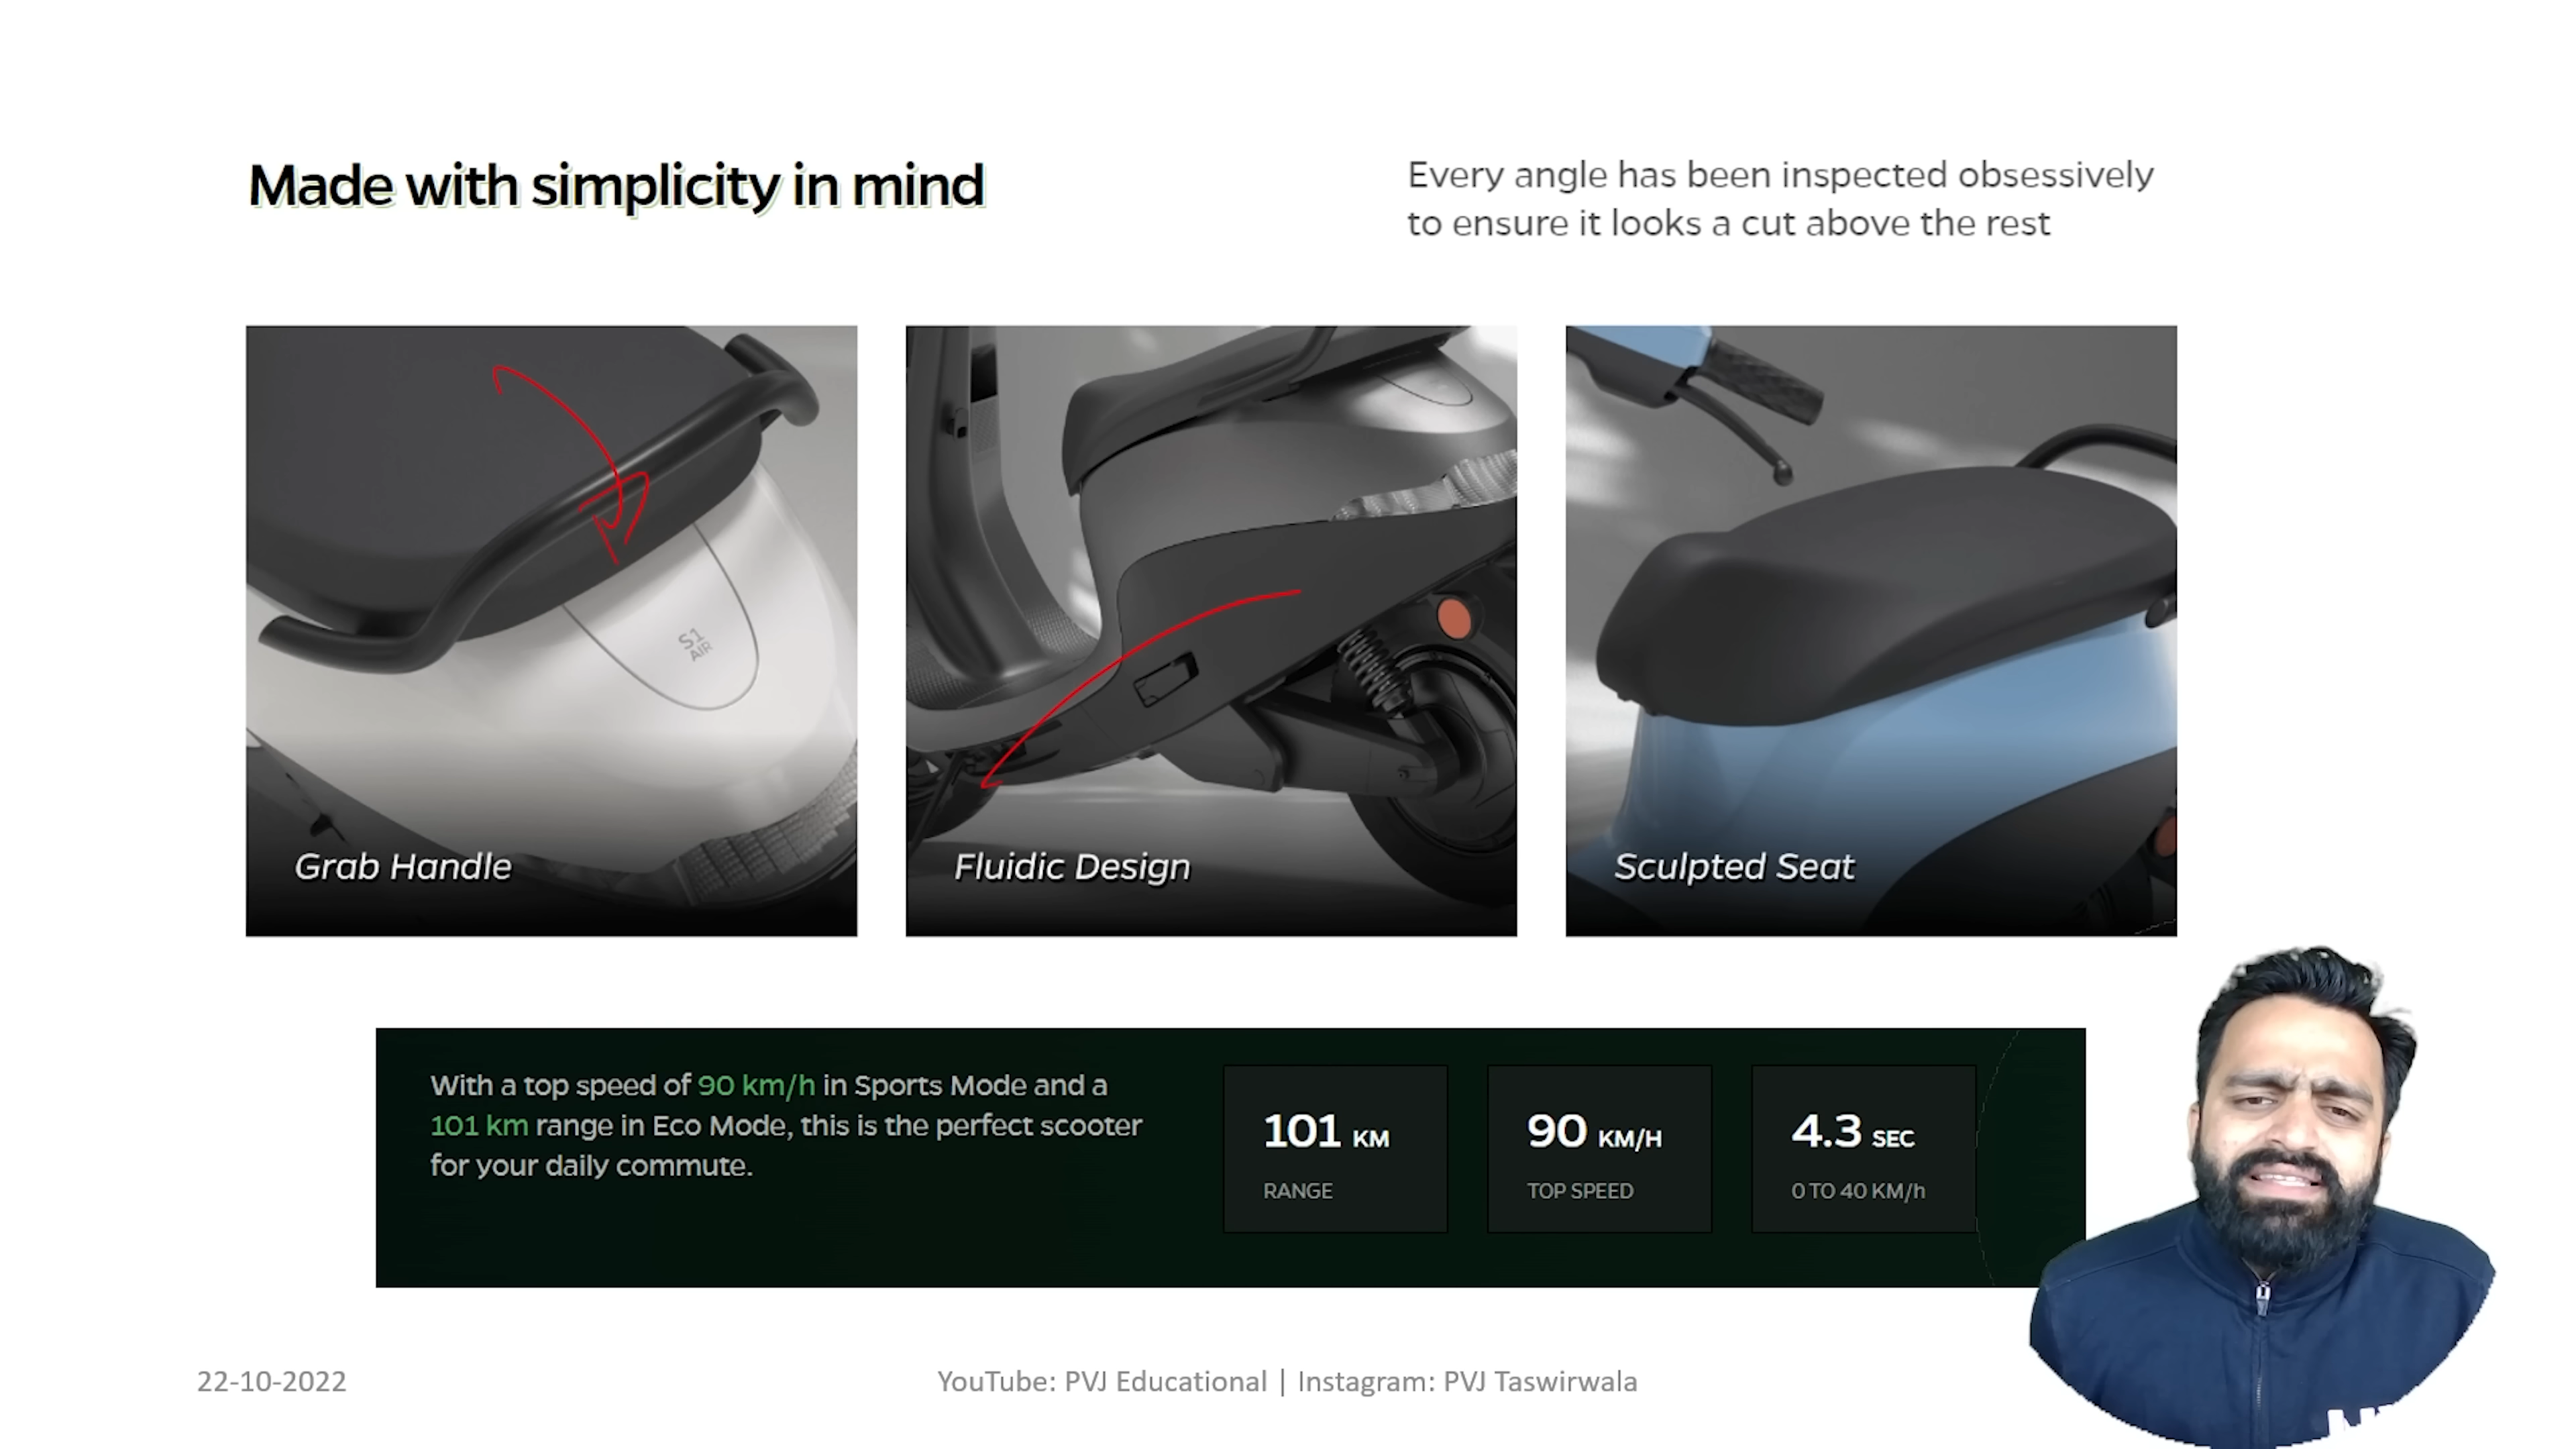 Made with simplicity in mind
Every angle has been inspected obsessively
to ensure it looks a cut above the rest
S1
AIR
Grab Handle
Fluidic Design
Sculpted Seat
With a top speed of 90 km/h in Sports Mode and a
101 km range in Eco Mode, this is the perfect scooter
for your daily commute.
101 KM
RANGE
90 KM/H
TOP SPEED
4.3 SEC
0 TO 40 KM/h
22-10-2022
YouTube: PVJ Educational | Instagram: PVJ Taswirwala